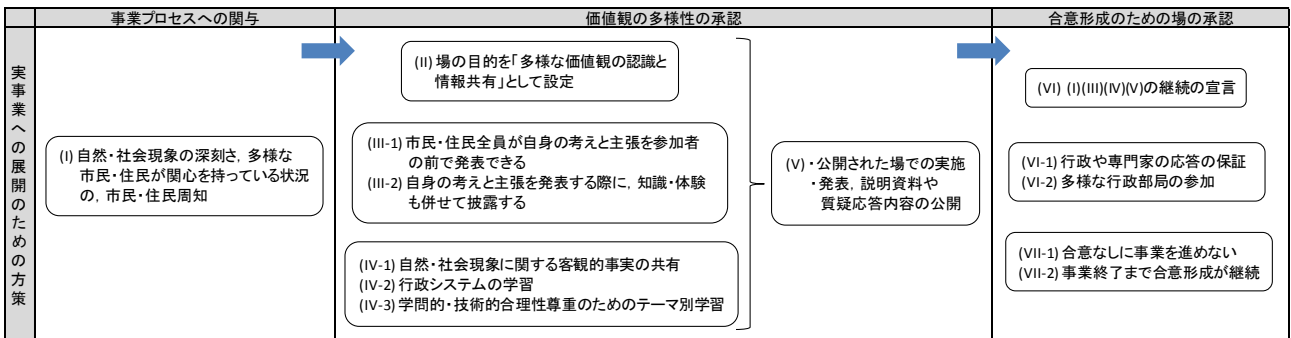 事業プロセスへの関与
価値観の多様性の承認
合意形成のための場の承認
実事業への展開のための方策
(I) 自然・社会現象の深刻さ, 多様な
市民・住民が関心を持っている状況
の, 市民・住民周知
(II) 場の目的を「多様な価値観の認識と
情報共有」として設定
(III-1) 市民・住民全員が自身の考えと主張を参加者
の前で発表できる
(III-2) 自身の考えと主張を発表する際に, 知識・体験
も併せて披露する
(IV-1) 自然・社会現象に関する客観的事実の共有
(IV-2) 行政システムの学習
(IV-3) 学問的・技術的合理性尊重のためのテーマ別学習
(V) ・公開された場での実施
・発表, 説明資料や
質疑応答内容の公開
(VI) (I)(III)(IV)(V)の継続の宣言
(VI-1) 行政や専門家の応答の保証
(VI-2) 多様な行政部局の参加
(VII-1) 合意なしに事業を進めない
(VII-2) 事業終了まで合意形成が継続